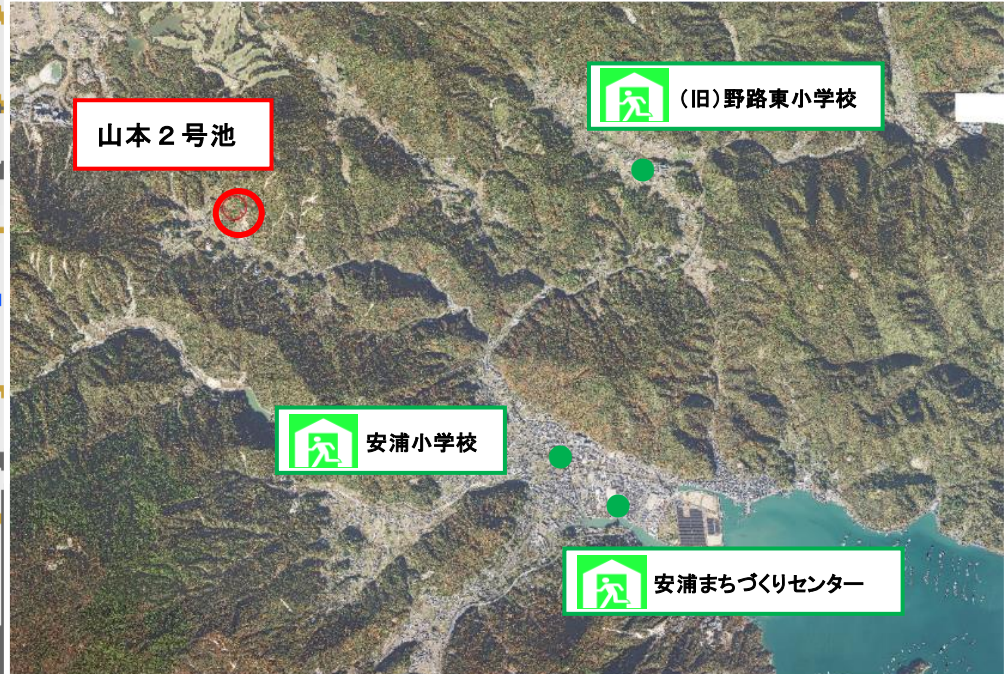 (旧)野路東小学校
山本２号池
安浦小学校
安浦まちづくりセンター